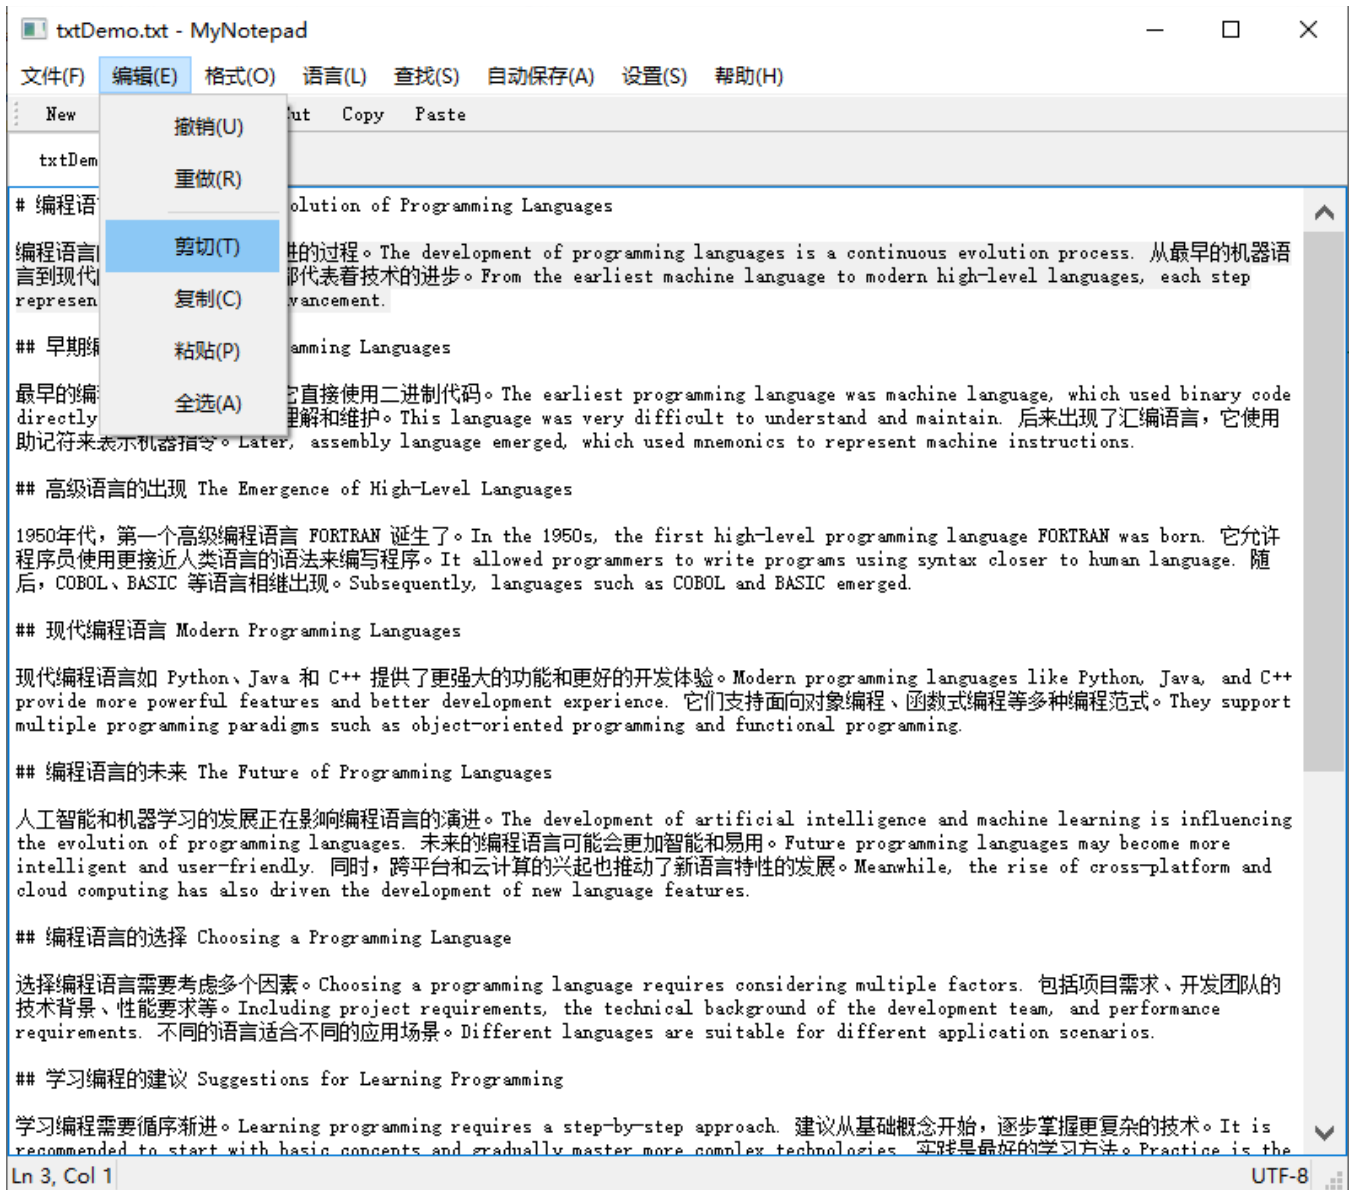 txtDemo.txt - MyNotepad
文件(F) 编辑(E) 格式(O) 语言(L) 查找(S) 自动保存(A) 设置(S) 帮助(H)
New Copy Paste
撤销(U)
重做(R)
剪切(T)
复制(C)
粘贴(P)
全选(A)
# 编程语 olution of Programming Languages
编程语言 进的过程。The development of programming languages is a continuous evolution process. 从最早的机器语
言到现代 都代表着技术的进步。From the earliest machine language to modern high-level languages, each step
represen vancement.
## 早期编 amming Languages
最早的编 它直接使用二进制代码。The earliest programming language was machine language, which used binary code
directly 理解和维护。This language was very difficult to understand and maintain. 后来出现了汇编语言，它使用
助记符来表示机器指令。Later, assembly language emerged, which used mnemonics to represent machine instructions.
## 高级语言的出现 The Emergence of High-Level Languages
1950年代，第一个高级编程语言 FORTRAN 诞生了。In the 1950s, the first high-level programming language FORTRAN was born. 它允许
程序员使用更接近人类语言的语法来编写程序。It allowed programmers to write programs using syntax closer to human language. 随
后，COBOL、BASIC 等语言相继出现。Subsequently, languages such as COBOL and BASIC emerged.
## 现代编程语言 Modern Programming Languages
现代编程语言如 Python、Java 和 C++ 提供了更强大的功能和更好的开发体验。Modern programming languages like Python, Java, and C++
provide more powerful features and better development experience. 它们支持面向对象编程、函数式编程等多种编程范式。They support
multiple programming paradigms such as object-oriented programming and functional programming.
## 编程语言的未来 The Future of Programming Languages
人工智能和机器学习的发展正在影响编程语言的演进。The development of artificial intelligence and machine learning is influencing
the evolution of programming languages. 未来的编程语言可能会更加智能和易用。Future programming languages may become more
intelligent and user-friendly. 同时，跨平台和云计算的兴起也推动了新语言特性的发展。Meanwhile, the rise of cross-platform and
cloud computing has also driven the development of new language features.
## 编程语言的选择 Choosing a Programming Language
选择编程语言需要考虑多个因素。Choosing a programming language requires considering multiple factors. 包括项目需求、开发团队的
技术背景、性能要求等。Including project requirements, the technical background of the development team, and performance
requirements. 不同的语言适合不同的应用场景。Different languages are suitable for different application scenarios.
## 学习编程的建议 Suggestions for Learning Programming
学习编程需要循序渐进。Learning programming requires a step-by-step approach. 建议从基础概念开始，逐步掌握更复杂的技术。It is
recommended to start with basic concepts and gradually master more complex technologies. 实践是最好的学习方法。Practice is the
Ln 3, Col 1
UTF-8